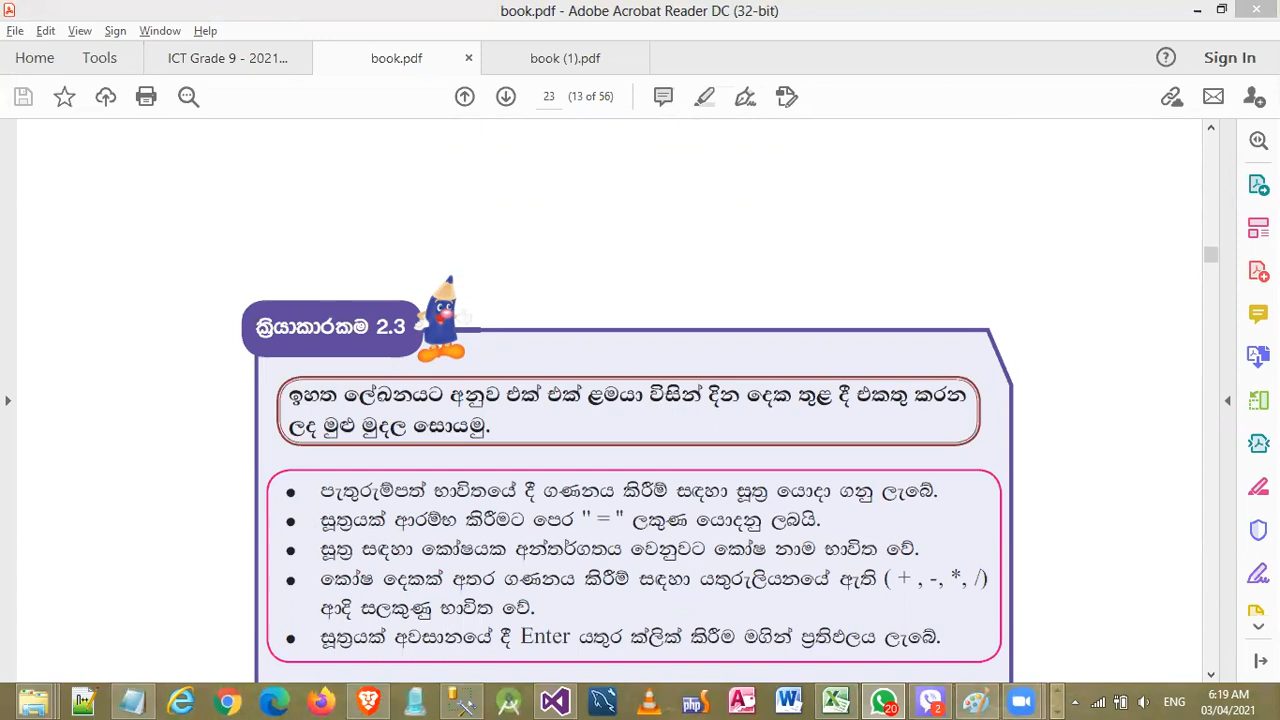 book.pdf - Adobe Acrobat Reader DC (32-bit)
File Edit View Sign Window Help
Home Tools ICT Grade 9 - 2021... book.pdf × book (1).pdf Sign In
23 (13 of 56)
ක්‍රියාකාරකම 2.3
ඉහත ලේඛනයට අනුව එක් එක් ළමයා විසින් දින දෙක තුළ දී එකතු කරන
ලද මුළු මුදල සොයමු.
• පැතුරුම්පත් භාවිතයේ දී ගණනය කිරීම් සඳහා සූත්‍ර යොදා ගනු ලැබේ.
• සූත්‍රයක් ආරම්භ කිරීමට පෙර " = " ලකුණ යොදනු ලබයි.
• සූත්‍ර සඳහා කෝෂයක අන්තර්ගතය වෙනුවට කෝෂ නාම භාවිත වේ.
• කෝෂ දෙකක් අතර ගණනය කිරීම් සඳහා යතුරුලියනයේ ඇති ( + , -, *, /)
ආදි සලකුණු භාවිත වේ.
• සූත්‍රයක් අවසානයේ දී Enter යතුර ක්ලික් කිරීම මගින් ප්‍රතිඵලය ලැබේ.
php 20 2 ENG 6:19 AM
03/04/2021